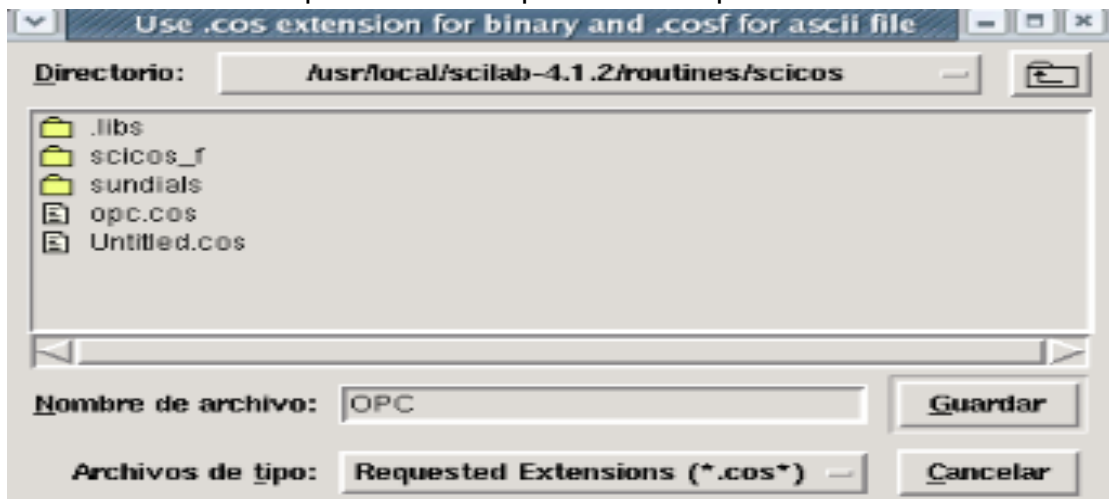 Use .cos extension for binary and .cosf for ascii file
Directorio: /usr/local/scilab-4.1.2/routines/scicos
.libs
scicos_f
sundials
opc.cos
Untitled.cos
Nombre de archivo: OPC Guardar
Archivos de tipo: Requested Extensions (*.cos*) Cancelar